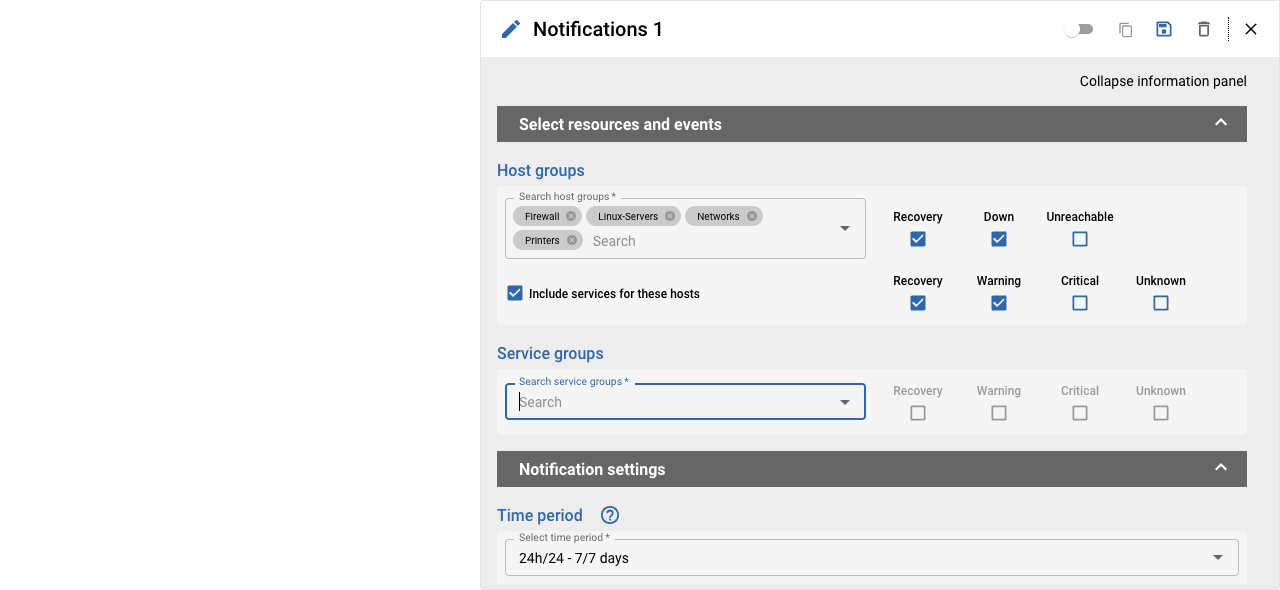 Notifications 1
Collapse information panel
Select resources and events
Host groups
Search host groups *
Firewall Linux-Servers Networks
Printers Search
Recovery Down Unreachable
Include services for these hosts
Recovery Warning Critical Unknown
Service groups
Search service groups *
Search
Recovery Warning Critical Unknown
Notification settings
Time period ?
Select time period *
24h/24 - 7/7 days